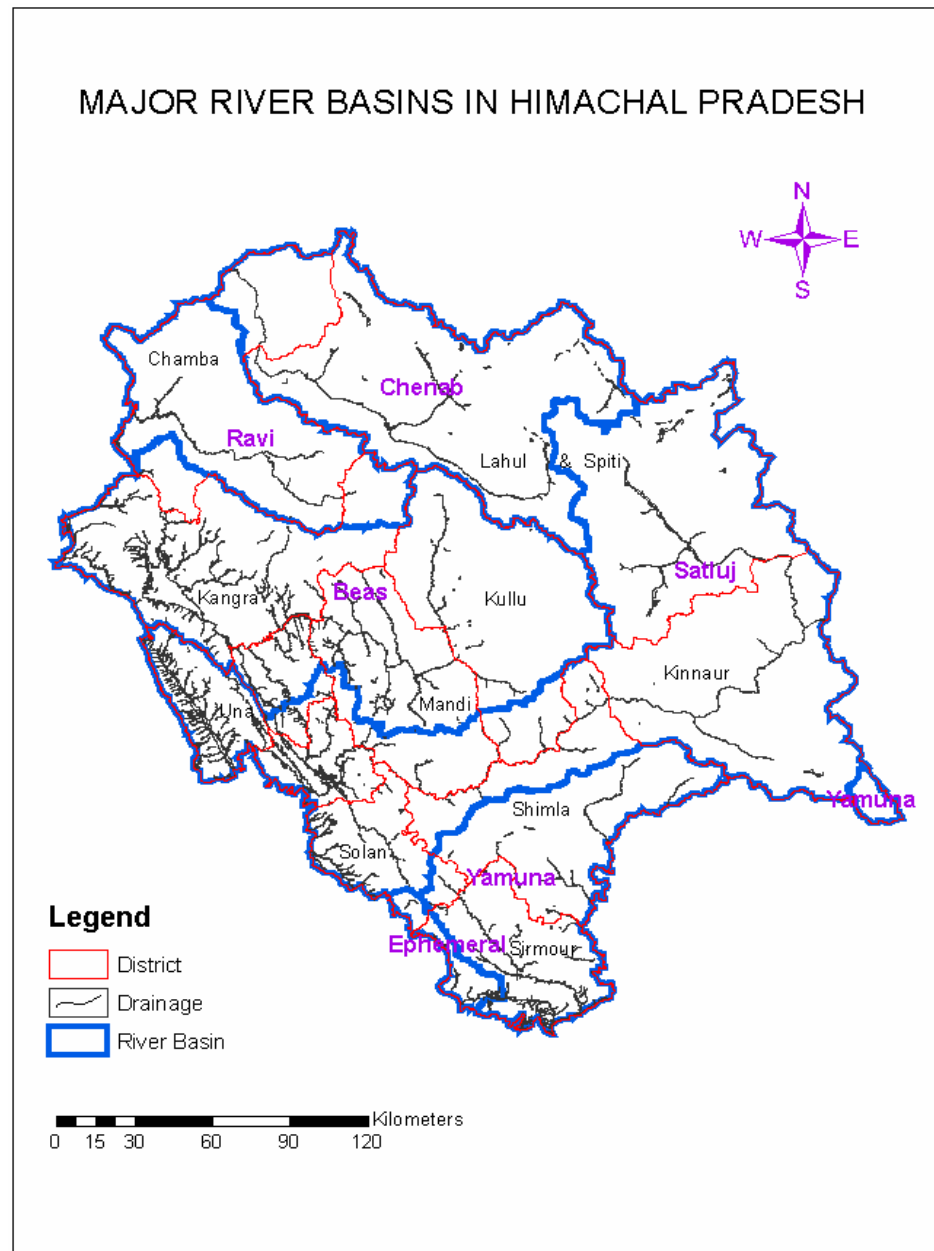 MAJOR RIVER BASINS IN HIMACHAL PRADESH
N
W E
S
Chamba
Chenab
Ravi
Lahul & Spiti
Satluj
Beas
Kangra
Kullu
Kinnaur
Mandi
Una
Yamuna
Shimla
Solan
Yamuna
Ephemeral
Sirmour
Legend
District
Drainage
River Basin
Kilometers
0 15 30 60 90 120